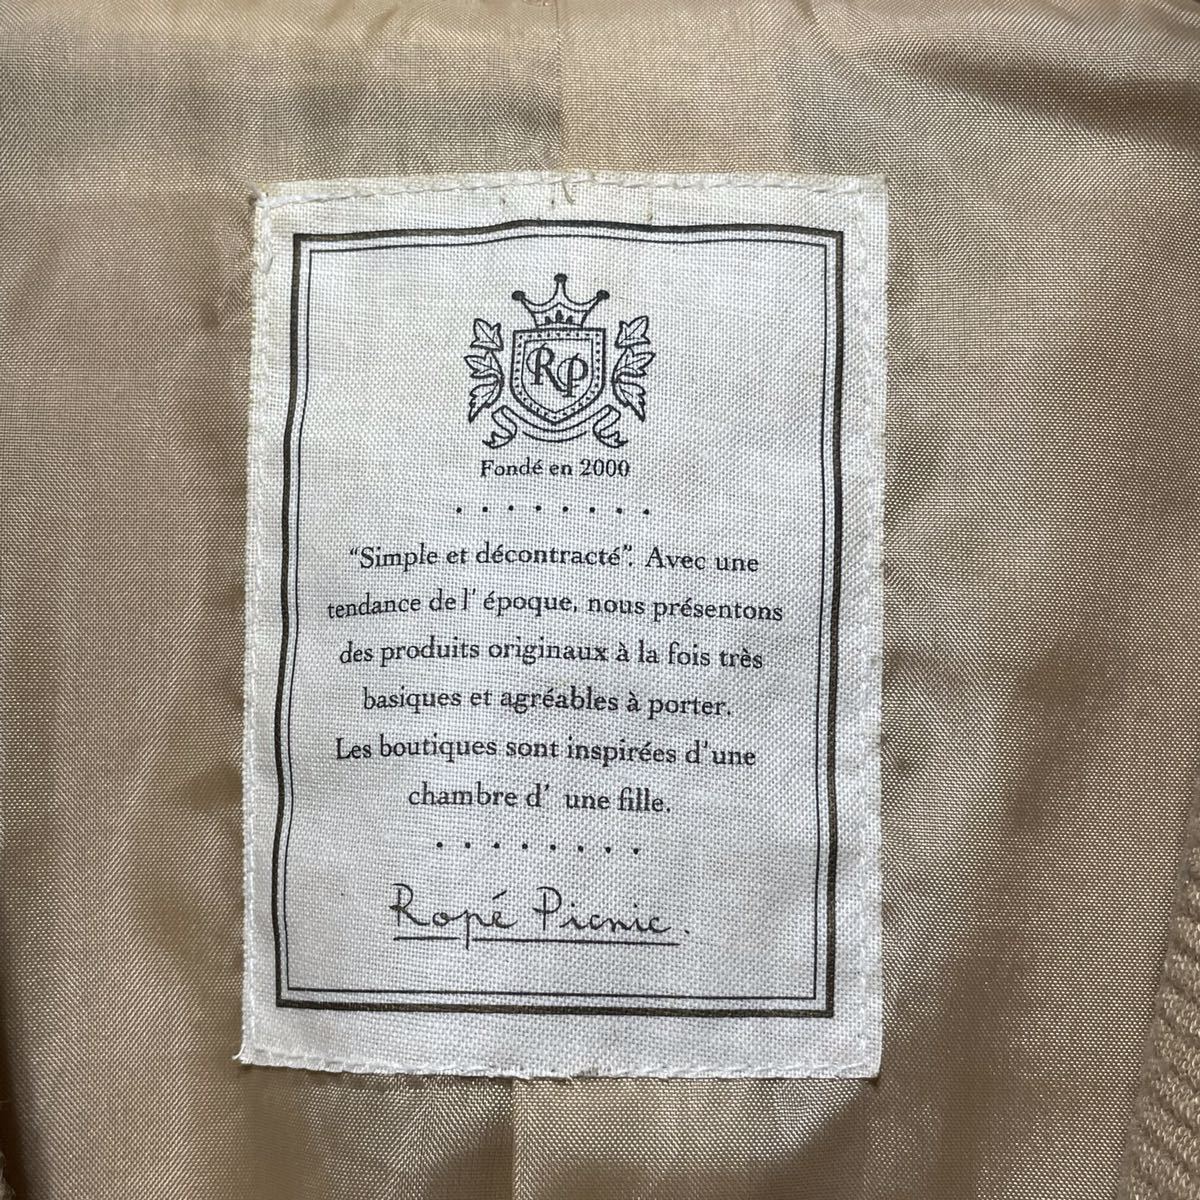 RP
Fondé en 2000
“Simple et décontracté”. Avec une
tendance de l' époque, nous présentons
des produits originaux à la fois très
basiques et agréables à porter.
Les boutiques sont inspirées d'une
chambre d' une fille.
Ropé Picnic.